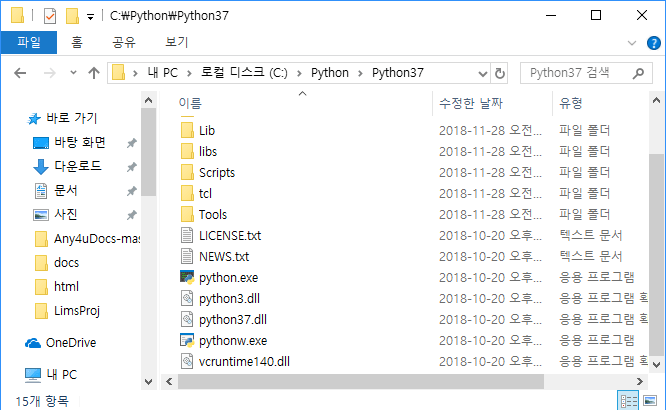 C:\Python\Python37
파일 홈 공유 보기
내 PC 로컬 디스크 (C:) Python Python37 Python37 검색
이름 수정한 날짜 유형
바로 가기
바탕 화면
다운로드
문서
사진
Any4uDocs-mas
docs
html
LimsProj
OneDrive
내 PC
Lib 2018-11-28 오전... 파일 폴더
libs 2018-11-28 오전... 파일 폴더
Scripts 2018-11-28 오전... 파일 폴더
tcl 2018-11-28 오전... 파일 폴더
Tools 2018-11-28 오전... 파일 폴더
LICENSE.txt 2018-10-20 오후... 텍스트 문서
NEWS.txt 2018-10-20 오후... 텍스트 문서
python.exe 2018-10-20 오후... 응용 프로그램
python3.dll 2018-10-20 오후... 응용 프로그램 확
python37.dll 2018-10-20 오후... 응용 프로그램 확
pythonw.exe 2018-10-20 오후... 응용 프로그램
vcruntime140.dll 2018-10-20 오후... 응용 프로그램 확
15개 항목